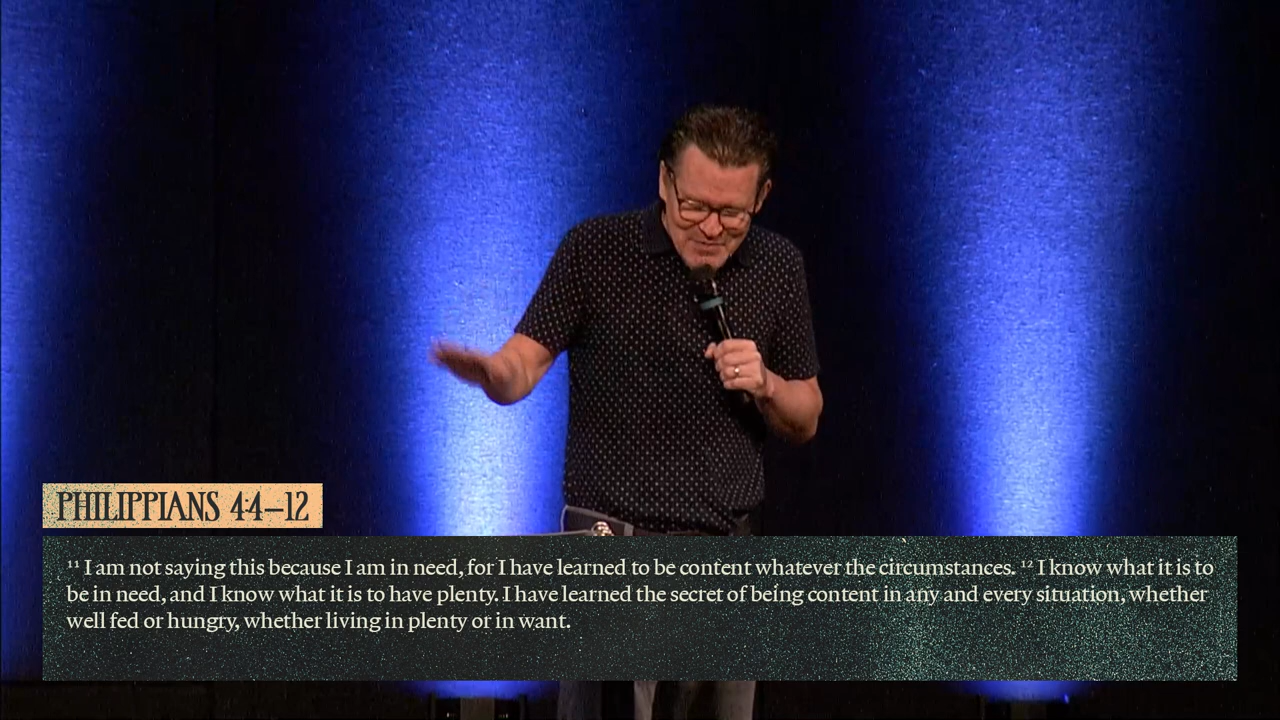 PHILIPPIANS 4:4–12
¹¹ I am not saying this because I am in need, for I have learned to be content whatever the circumstances. ¹² I know what it is to
be in need, and I know what it is to have plenty. I have learned the secret of being content in any and every situation, whether
well fed or hungry, whether living in plenty or in want.